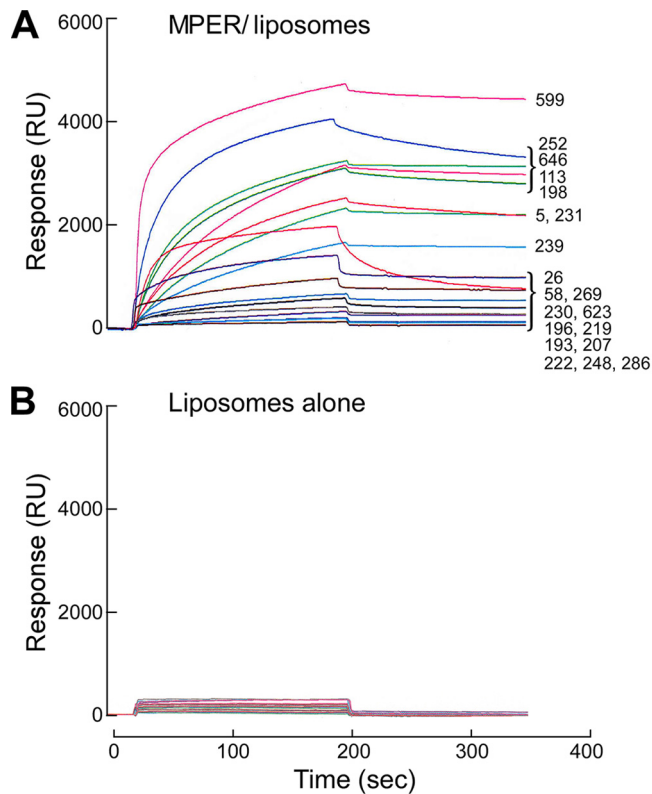 A
MPER/ liposomes
Response (RU)
6000
4000
2000
0
599
252
646
113
198
5, 231
239
26
58, 269
230, 623
196, 219
193, 207
222, 248, 286
B
Liposomes alone
Response (RU)
6000
4000
2000
0
0 100 200 300 400
Time (sec)